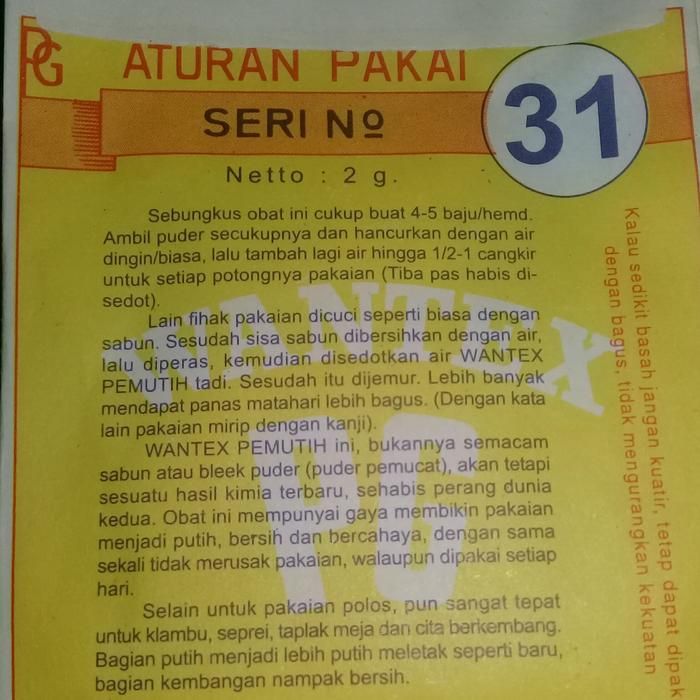 PG
ATURAN PAKAI
SERI Nº 31
Netto : 2 g.
Sebungkus obat ini cukup buat 4-5 baju/hemd.
Ambil puder secukupnya dan hancurkan dengan air
dingin/biasa, lalu tambah lagi air hingga 1/2-1 cangkir
untuk setiap potongnya pakaian (Tiba pas habis di-
sedot).
Lain fihak pakaian dicuci seperti biasa dengan
sabun. Sesudah sisa sabun dibersihkan dengan air,
lalu diperas, kemudian disedotkan air WANTEX
PEMUTIH tadi. Sesudah itu dijemur. Lebih banyak
mendapat panas matahari lebih bagus. (Dengan kata
lain pakaian mirip dengan kanji).
WANTEX PEMUTIH ini, bukannya semacam
sabun atau bleek puder (puder pemucat), akan tetapi
sesuatu hasil kimia terbaru, sehabis perang dunia
kedua. Obat ini mempunyai gaya membikin pakaian
menjadi putih, bersih dan bercahaya, dengan sama
sekali tidak merusak pakaian, walaupun dipakai setiap
hari.
Selain untuk pakaian polos, pun sangat tepat
untuk klambu, seprei, taplak meja dan cita berkembang.
Bagian putih menjadi lebih putih meletak seperti baru,
bagian kembangan nampak bersih.
WANTEX
PG
Kalau sedikit basah jangan kuatir, tetap dapat dipak
dengan bagus, tidak mengurangkan kekuatan